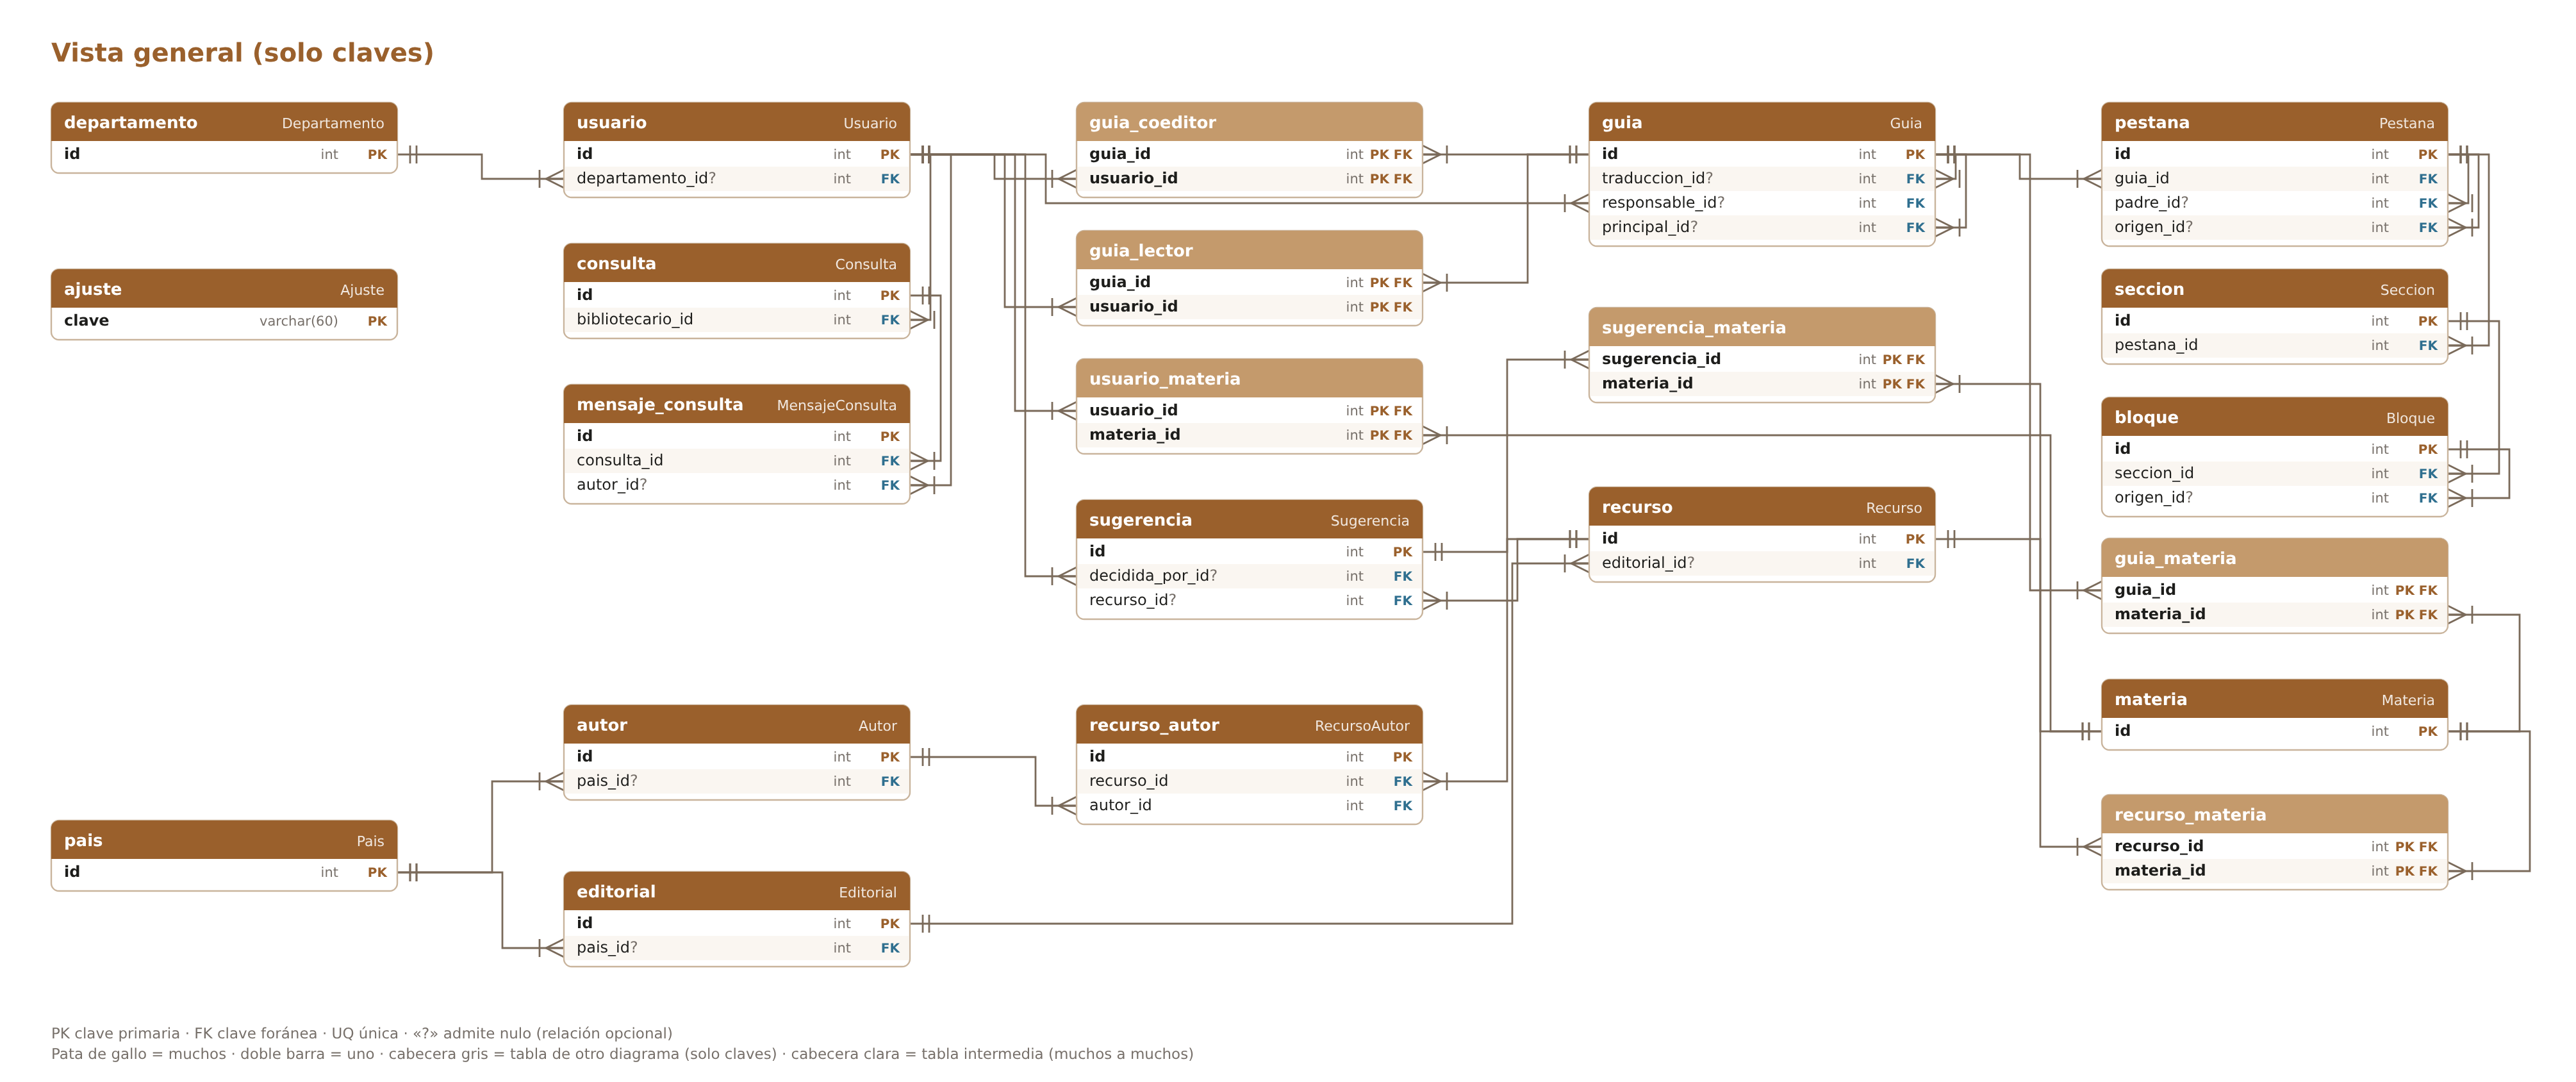 Vista general (solo claves)
departamento Departamento
id int PK
ajuste Ajuste
clave varchar(60) PK
pais Pais
id int PK
usuario Usuario
id int PK
departamento_id? int FK
consulta Consulta
id int PK
bibliotecario_id int FK
mensaje_consulta MensajeConsulta
id int PK
consulta_id int FK
autor_id? int FK
autor Autor
id int PK
pais_id? int FK
editorial Editorial
id int PK
pais_id? int FK
guia_coeditor
guia_id int PK FK
usuario_id int PK FK
guia_lector
guia_id int PK FK
usuario_id int PK FK
usuario_materia
usuario_id int PK FK
materia_id int PK FK
sugerencia Sugerencia
id int PK
decidida_por_id? int FK
recurso_id? int FK
recurso_autor RecursoAutor
id int PK
recurso_id int FK
autor_id int FK
guia Guia
id int PK
traduccion_id? int FK
responsable_id? int FK
principal_id? int FK
sugerencia_materia
sugerencia_id int PK FK
materia_id int PK FK
recurso Recurso
id int PK
editorial_id? int FK
pestana Pestana
id int PK
guia_id int FK
padre_id? int FK
origen_id? int FK
seccion Seccion
id int PK
pestana_id int FK
bloque Bloque
id int PK
seccion_id int FK
origen_id? int FK
guia_materia
guia_id int PK FK
materia_id int PK FK
materia Materia
id int PK
recurso_materia
recurso_id int PK FK
materia_id int PK FK
PK clave primaria · FK clave foránea · UQ única · «?» admite nulo (relación opcional)
Pata de gallo = muchos · doble barra = uno · cabecera gris = tabla de otro diagrama (solo claves) · cabecera clara = tabla intermedia (muchos a muchos)